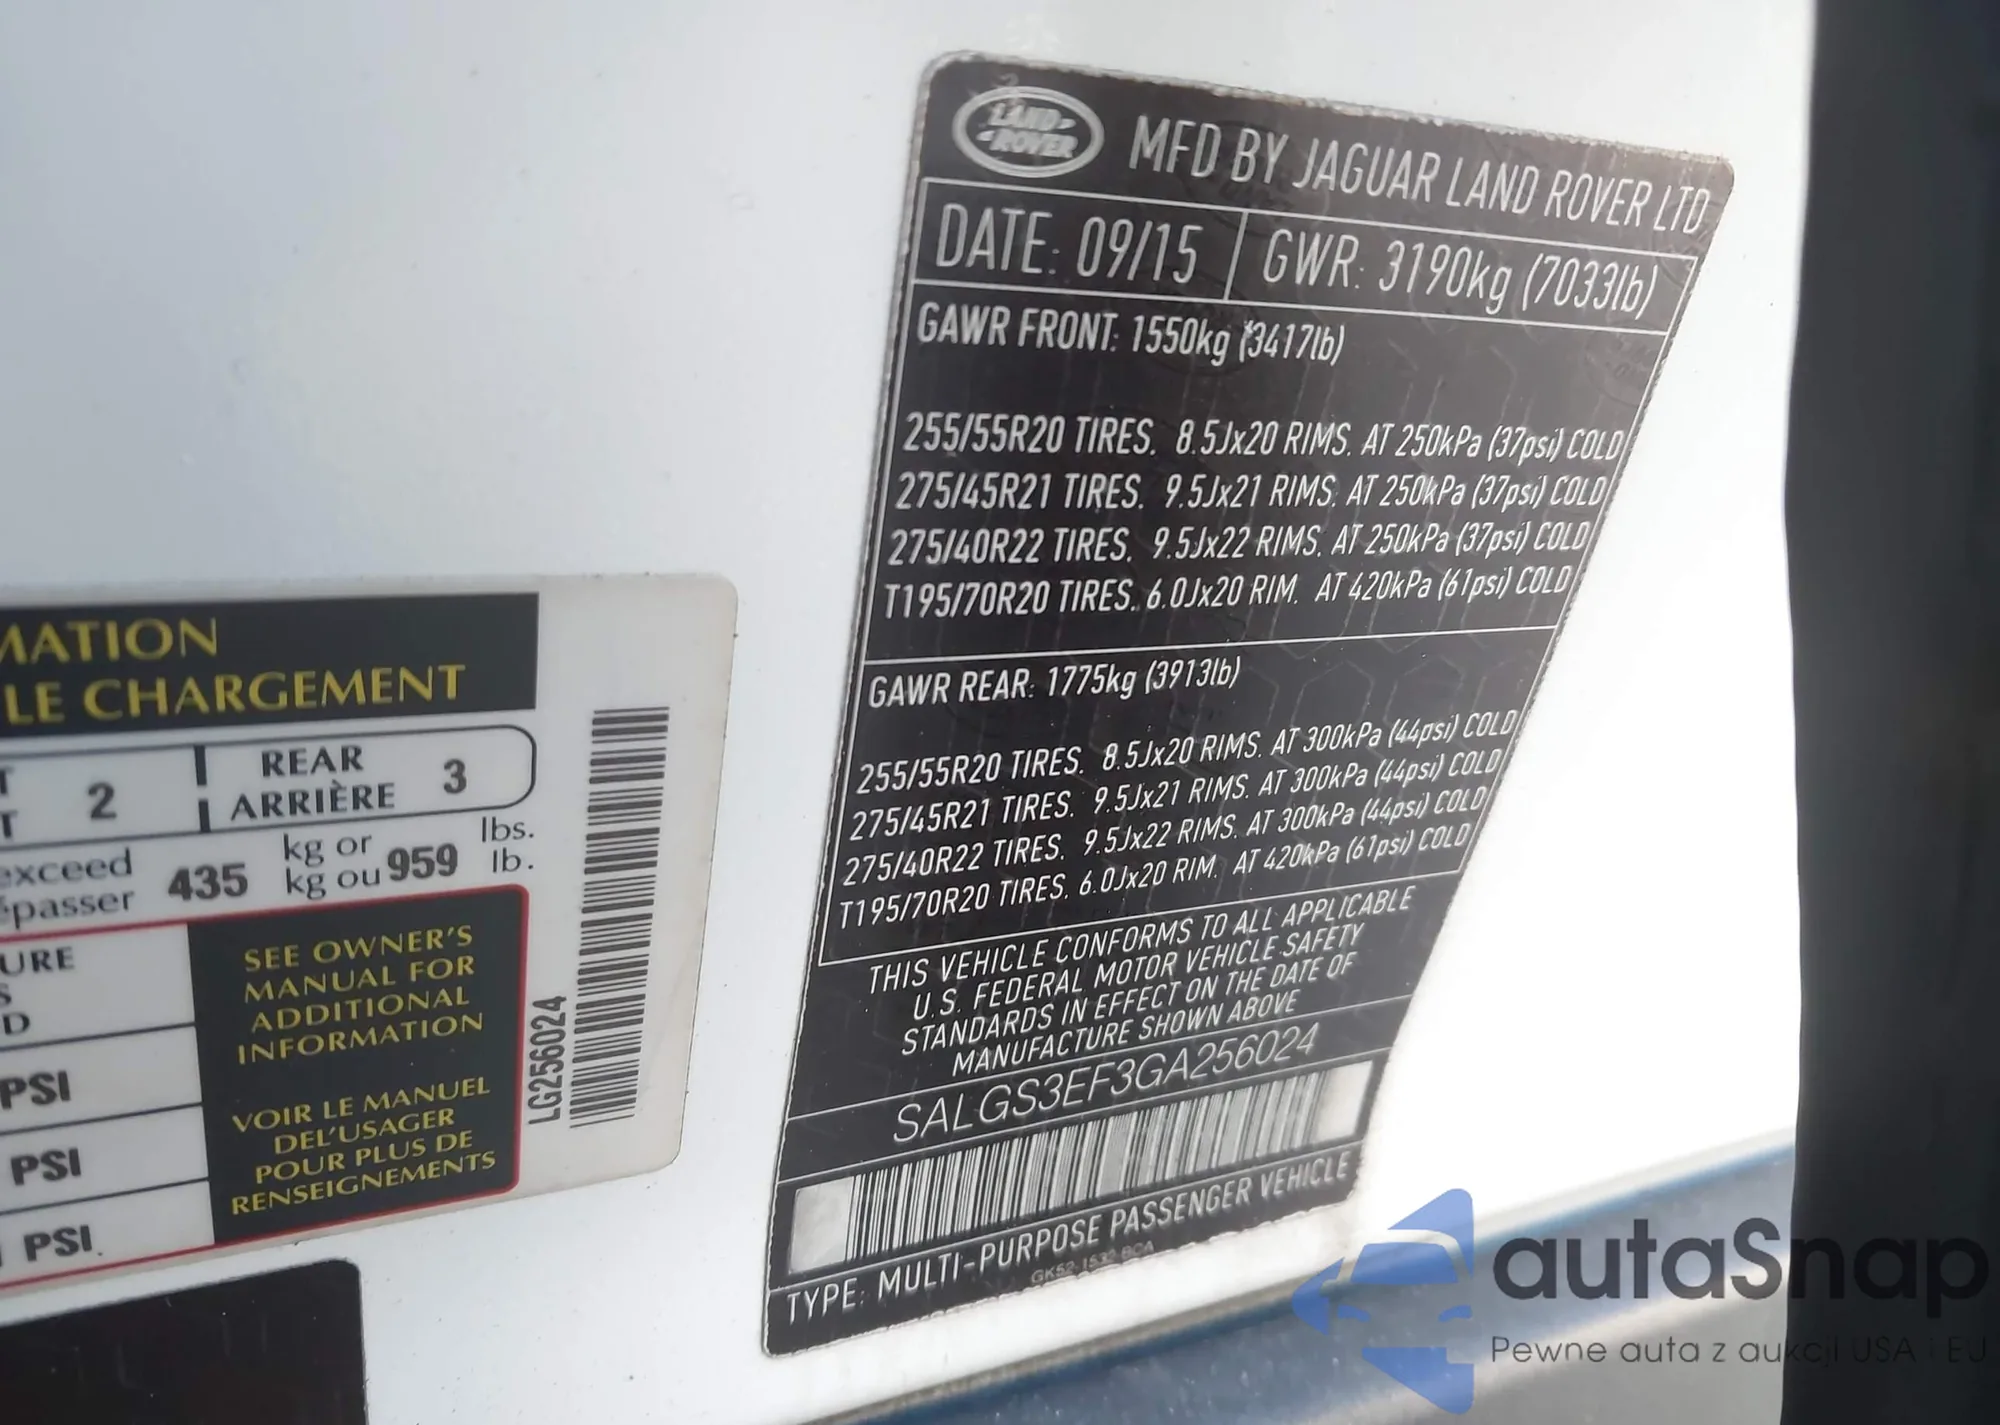 LAND
ROVER
MFD BY JAGUAR LAND ROVER LTD
DATE: 09/15 GWR: 3190kg (7033lb)
GAWR FRONT: 1550kg (3417lb)
255/55R20 TIRES. 8.5Jx20 RIMS. AT 250kPa (37psi) COLD
275/45R21 TIRES. 9.5Jx21 RIMS. AT 250kPa (37psi) COLD
275/40R22 TIRES. 9.5Jx22 RIMS. AT 250kPa (37psi) COLD
T195/70R20 TIRES. 6.0Jx20 RIM. AT 420kPa (61psi) COLD
GAWR REAR: 1775kg (3913lb)
255/55R20 TIRES. 8.5Jx20 RIMS. AT 300kPa (44psi) COLD
275/45R21 TIRES. 9.5Jx21 RIMS. AT 300kPa (44psi) COLD
275/40R22 TIRES. 9.5Jx22 RIMS. AT 300kPa (44psi) COLD
T195/70R20 TIRES. 6.0Jx20 RIM. AT 420kPa (61psi) COLD
THIS VEHICLE CONFORMS TO ALL APPLICABLE
U.S. FEDERAL MOTOR VEHICLE SAFETY
STANDARDS IN EFFECT ON THE DATE OF
MANUFACTURE SHOWN ABOVE
SALGS3EF3GA256024
TYPE: MULTI-PURPOSE PASSENGER VEHICLE
GK52-1532-BCA
MATION
LE CHARGEMENT
T 2 REAR 3
T ARRIÈRE
exceed 435 kg or 959 lbs.
épasser kg ou lb.
URE
S
D
PSI
PSI
PSI
SEE OWNER'S
MANUAL FOR
ADDITIONAL
INFORMATION
VOIR LE MANUEL
DEL'USAGER
POUR PLUS DE
RENSEIGNEMENTS
LG256024
autaSnap
Pewne auta z aukcji USA i EU